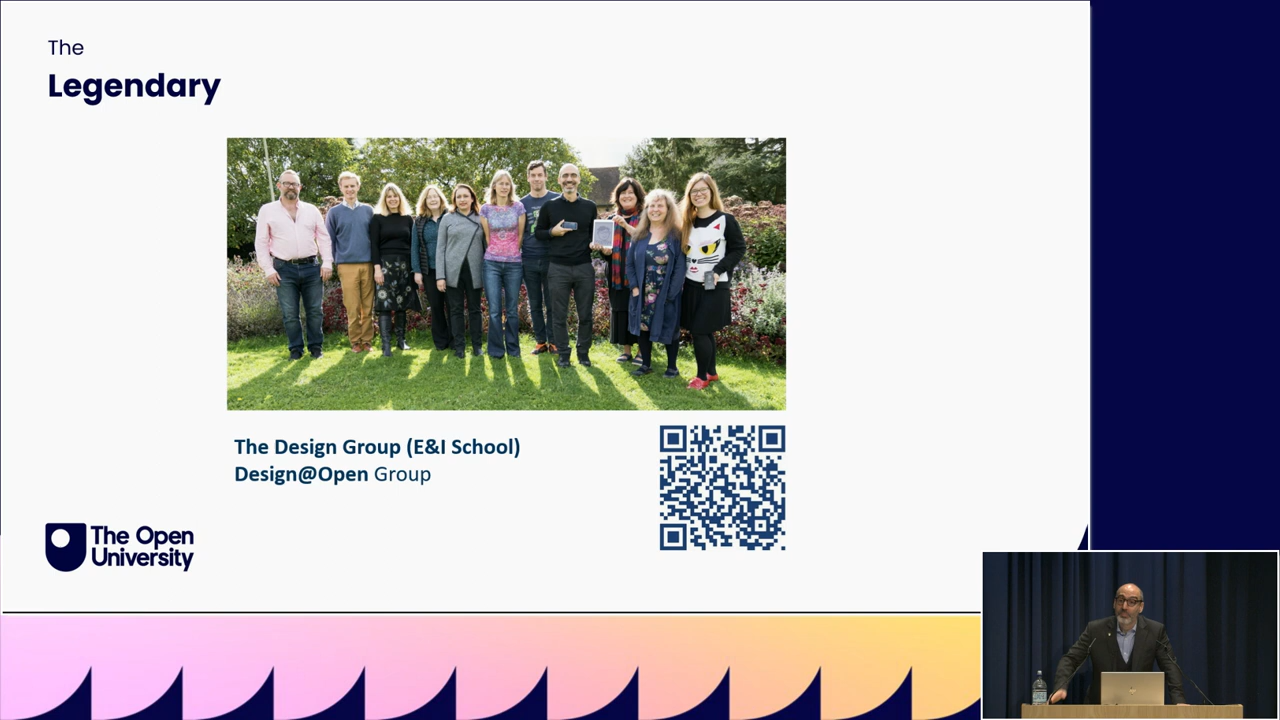 The
Legendary
The Design Group (E&I School)
Design@Open Group
The Open
University